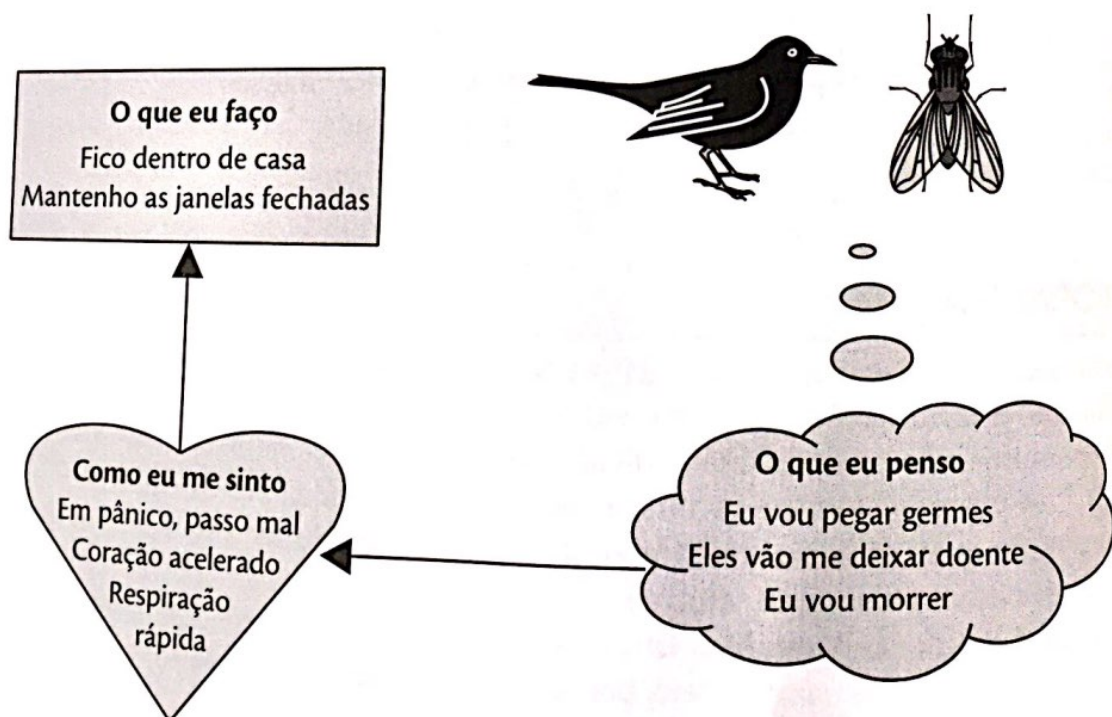 O que eu faço
Fico dentro de casa
Mantenho as janelas fechadas
Como eu me sinto
Em pânico, passo mal
Coração acelerado
Respiração
rápida
O que eu penso
Eu vou pegar germes
Eles vão me deixar doente
Eu vou morrer